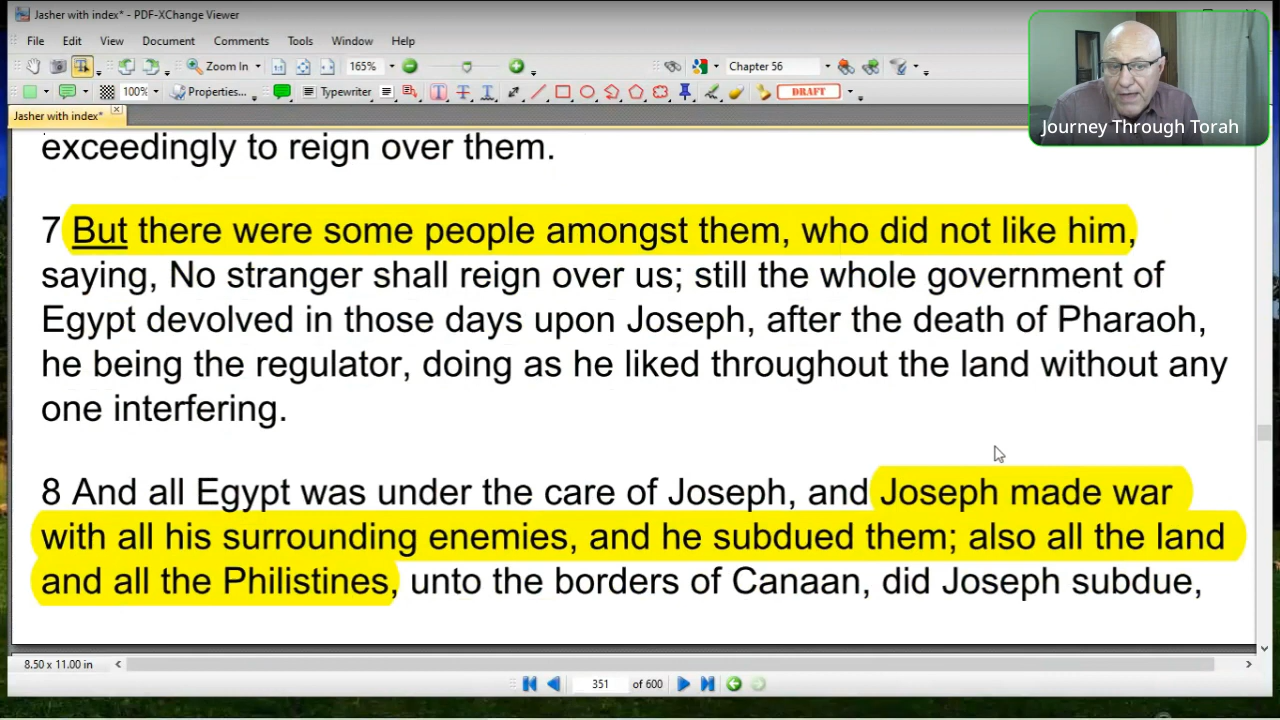 Jasher with index* - PDF-XChange Viewer
File Edit View Document Comments Tools Window Help
Zoom In 165% Chapter 56
100% Properties... Typewriter DRAFT
Jasher with index*
Journey Through Torah
exceedingly to reign over them.
7 But there were some people amongst them, who did not like him,
saying, No stranger shall reign over us; still the whole government of
Egypt devolved in those days upon Joseph, after the death of Pharaoh,
he being the regulator, doing as he liked throughout the land without any
one interfering.
8 And all Egypt was under the care of Joseph, and Joseph made war
with all his surrounding enemies, and he subdued them; also all the land
and all the Philistines, unto the borders of Canaan, did Joseph subdue,
8.50 x 11.00 in
351 of 600